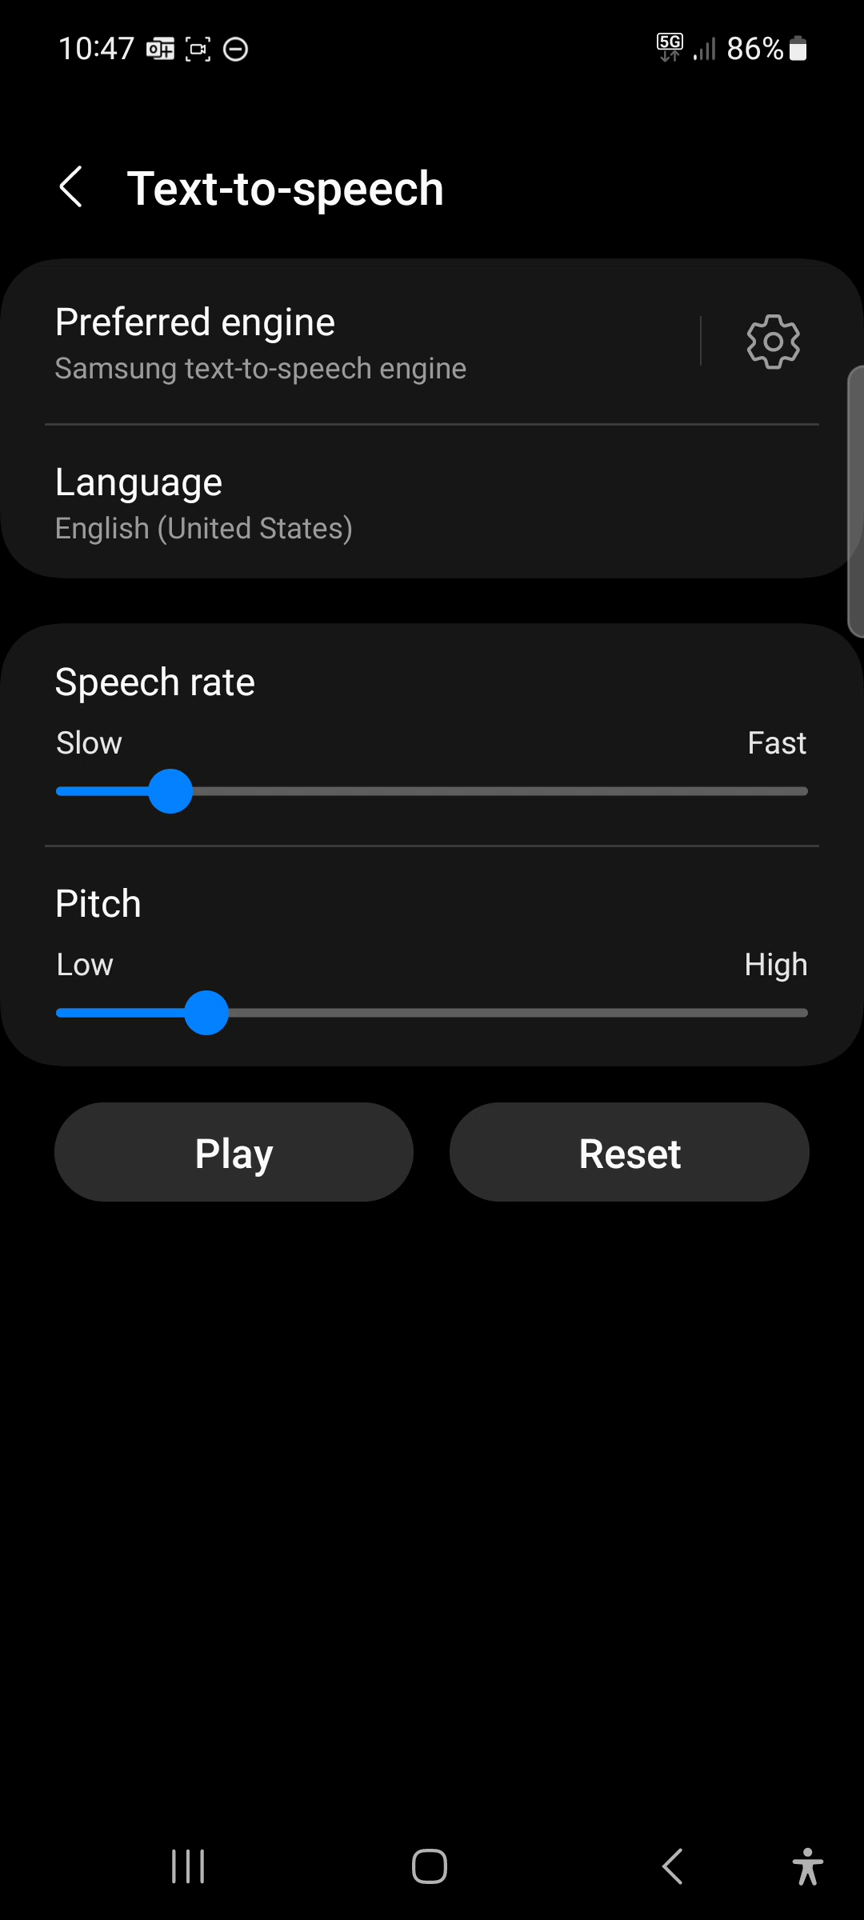 10:47
5G
86%
Text-to-speech
Preferred engine
Samsung text-to-speech engine
Language
English (United States)
Speech rate
Slow Fast
Pitch
Low High
Play Reset